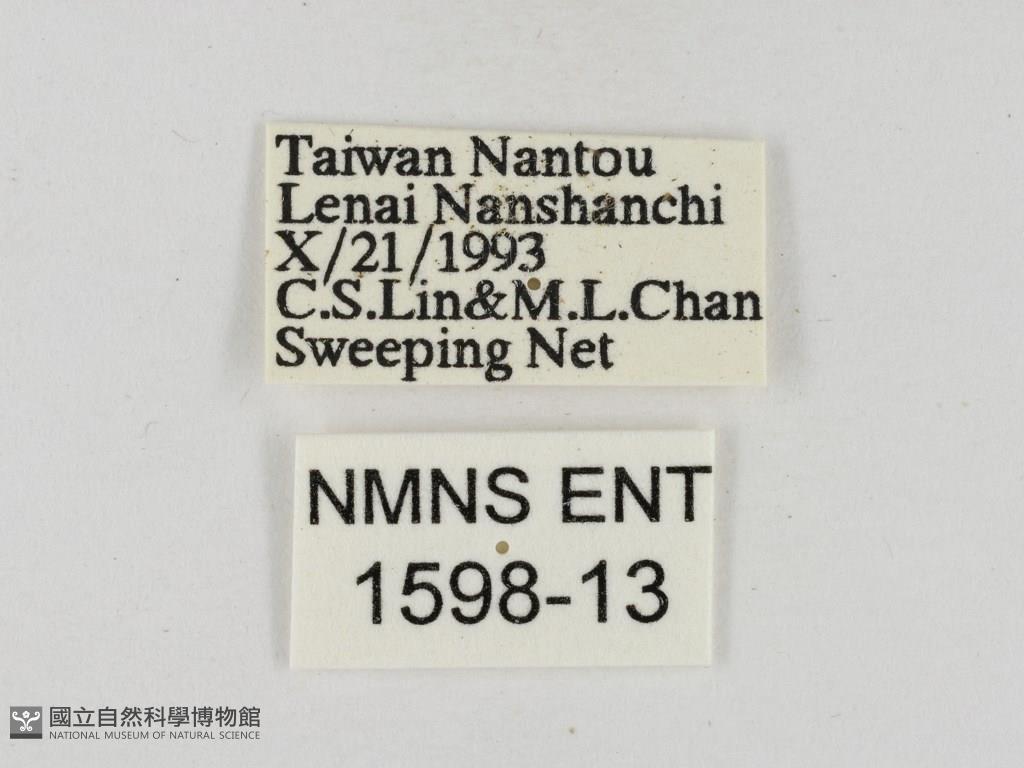 Taiwan Nantou
Lenai Nanshanchi
X/21/1993
C.S.Lin&M.L.Chan
Sweeping Net
NMNS ENT
1598-13
國立自然科學博物館
NATIONAL MUSEUM OF NATURAL SCIENCE